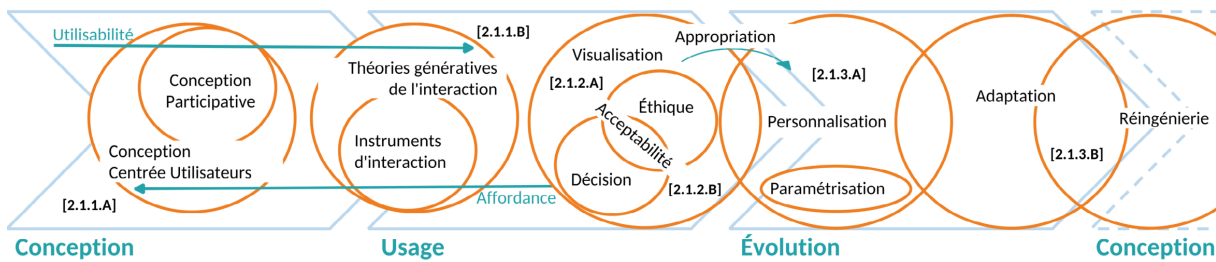 Utilisabilité
Conception
Participative
Conception
Centrée Utilisateurs
[2.1.1.A]
[2.1.1.B]
Théories génératives
de l'interaction
Instruments
d'interaction
Affordance
Visualisation
[2.1.2.A]
Éthique
Acceptabilité
Décision
[2.1.2.B]
Appropriation
[2.1.3.A]
Personnalisation
Paramétrisation
Adaptation
[2.1.3.B]
Réingénierie
Conception
Usage
Évolution
Conception